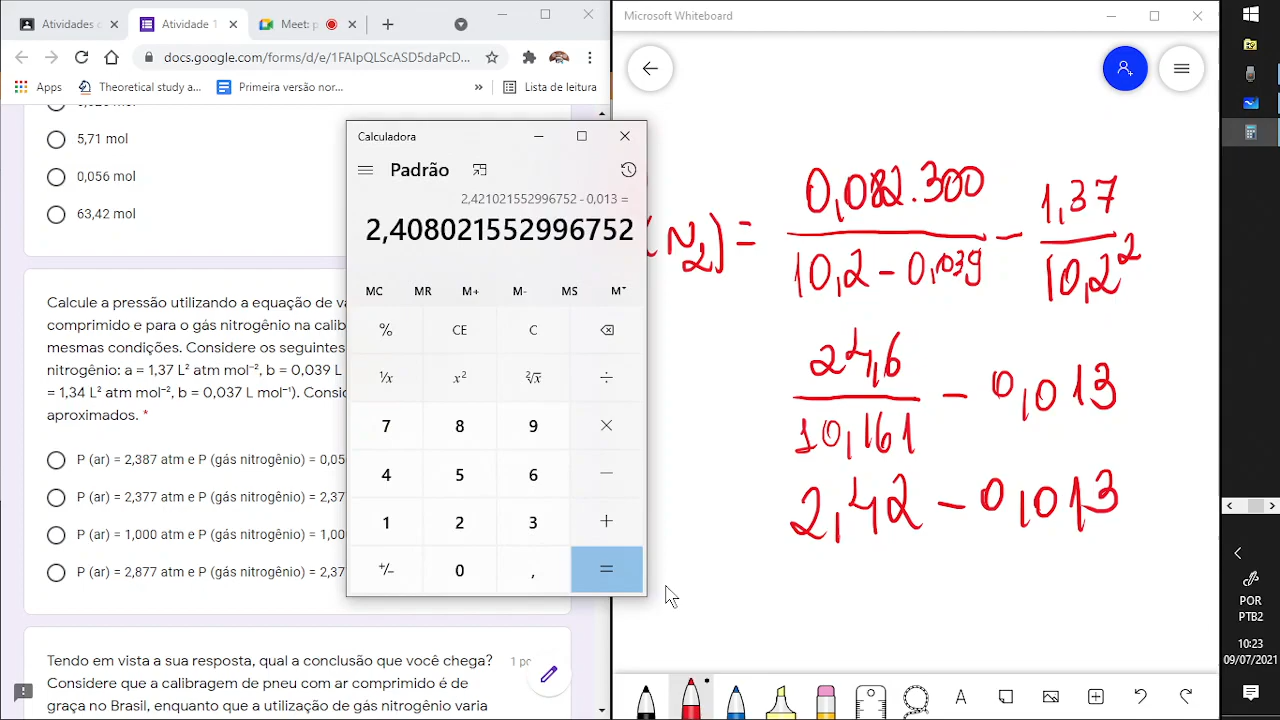 Atividades d
Atividade 1
Meet: p
Microsoft Whiteboard
docs.google.com/forms/d/e/1FAIpQLScASD5daPcD...
Apps
Theoretical study a...
Primeira versão nor...
»
Lista de leitura
5,71 mol
0,056 mol
63,42 mol
Calculadora
Padrão
2,421021552996752 - 0,013 =
2,408021552996752
MC MR M+ M- MS M˅
% CE C
¹/x x² ²√x ÷
7 8 9 ×
4 5 6 −
1 2 3 +
+/- 0 , =
Calcule a pressão utilizando a equação de va
comprimido e para o gás nitrogênio na calib
mesmas condições. Considere os seguintes
nitrogênio a = 1,37 L² atm mol⁻², b = 0,039 L
= 1,34 L² atm mol⁻², b = 0,037 L mol⁻¹). Consid
aproximados. *
P (ar) = 2,387 atm e P (gás nitrogênio) = 0,05
P (ar) = 2,377 atm e P (gás nitrogênio) = 2,37
P (ar) = 1,000 atm e P (gás nitrogênio) = 1,00
P (ar) = 2,877 atm e P (gás nitrogênio) = 2,37
Tendo em vista a sua resposta, qual a conclusão que você chega?
1 po
Considere que a calibragem de pneu com ar comprimido é de
graça no Brasil, enquanto que a utilização de gás nitrogênio varia
0,082.300 1,37
(N₂) = − 
10,2 − 0,039 10,2²
24,6
− 0,013
10,161
2,42 − 0,013
POR
PTB2
10:23
09/07/2021